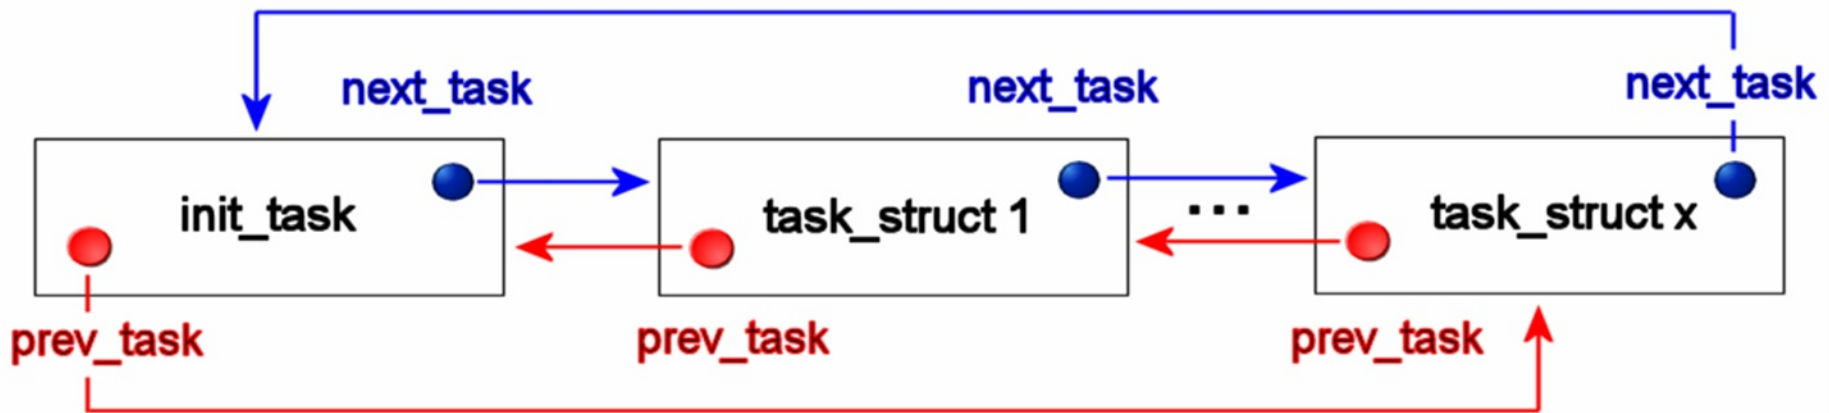 next_task
next_task
next_task
init_task
task_struct 1
...
task_struct x
prev_task
prev_task
prev_task